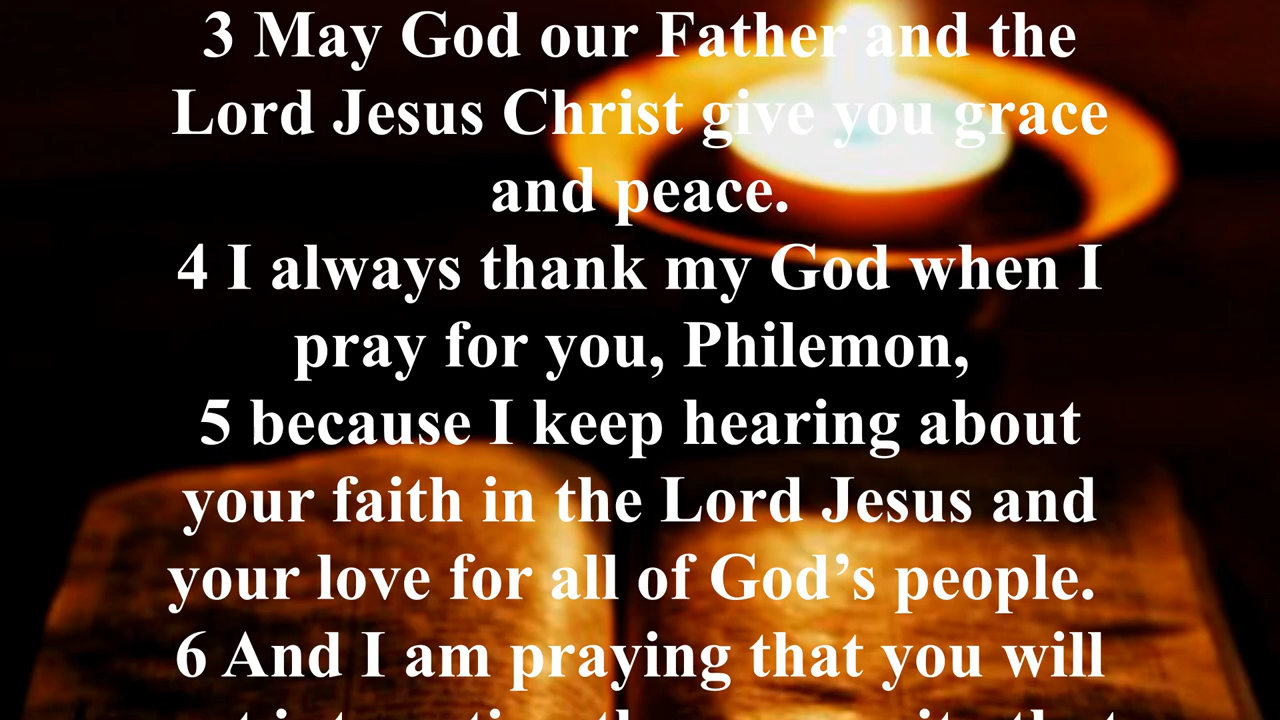 3 May God our Father and the
Lord Jesus Christ give you grace
and peace.
4 I always thank my God when I
pray for you, Philemon,
5 because I keep hearing about
your faith in the Lord Jesus and
your love for all of God’s people.
6 And I am praying that you will